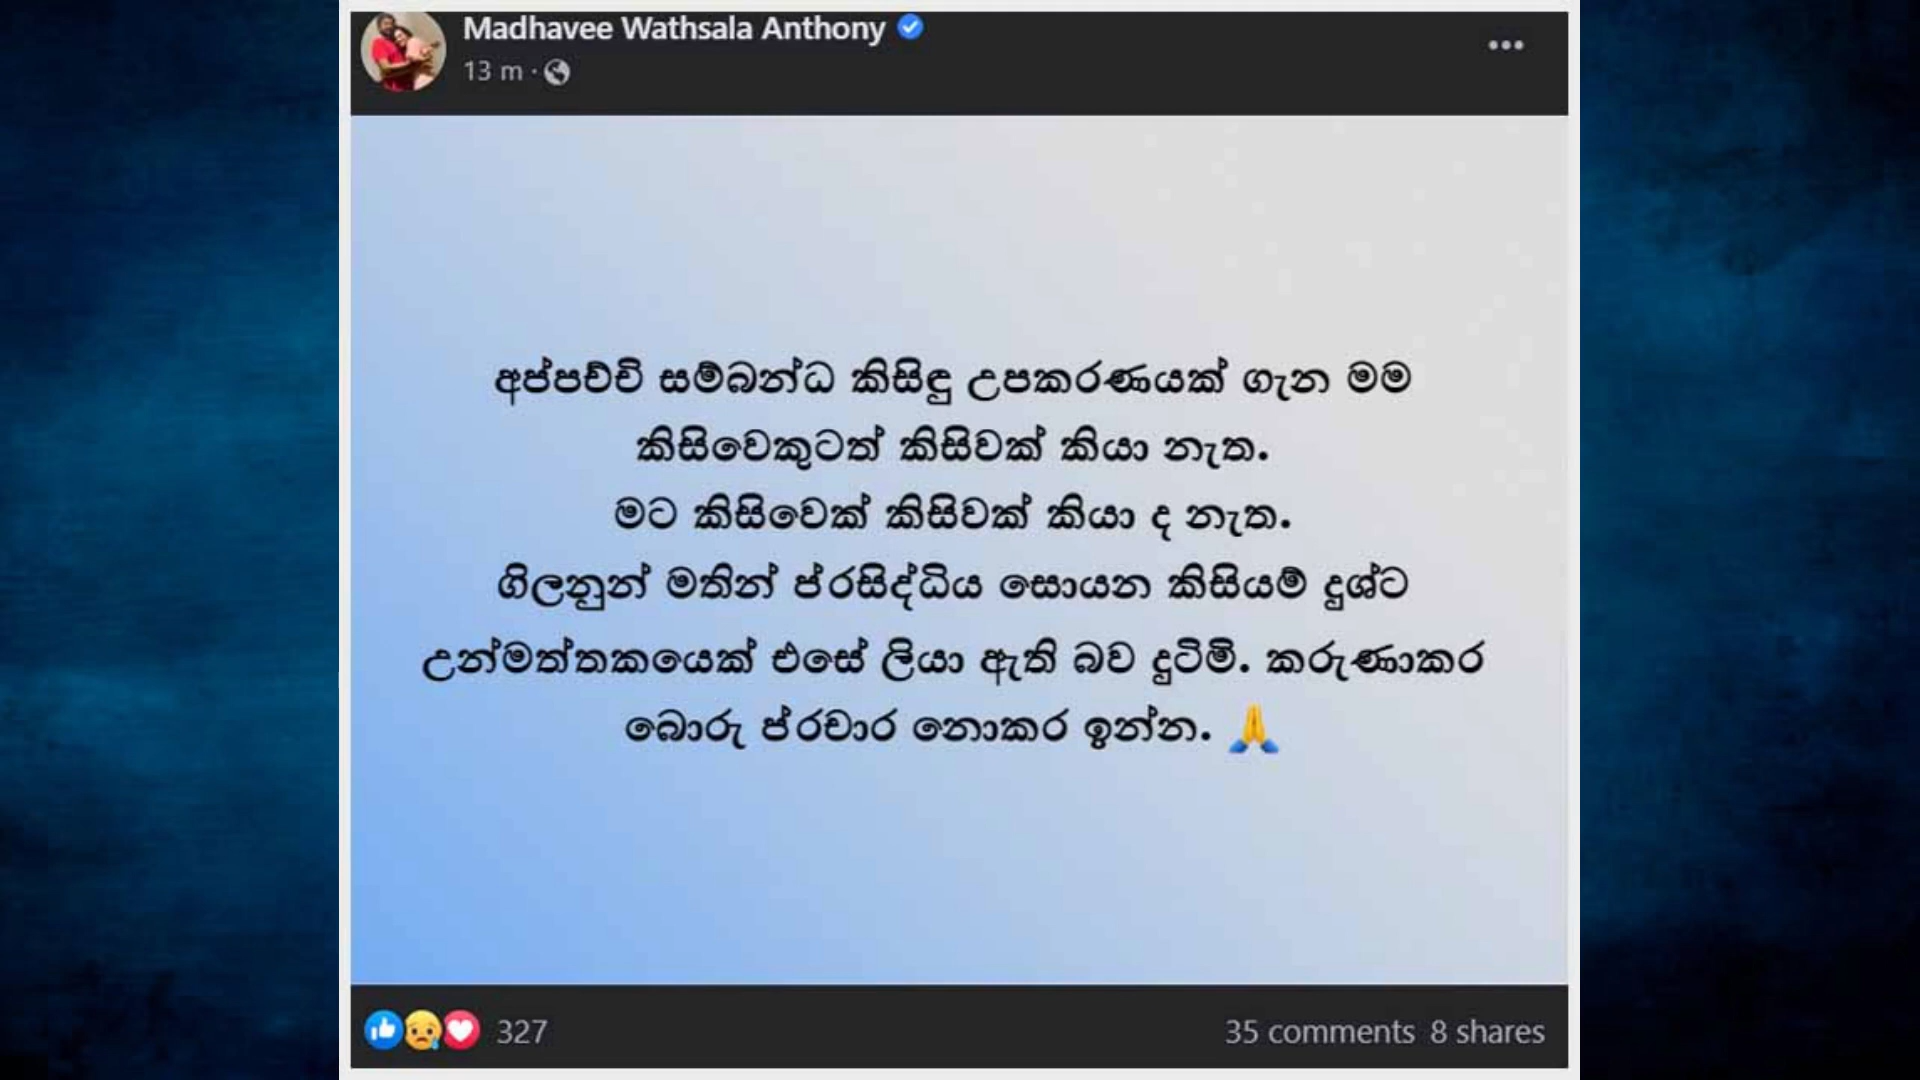 Madhavee Wathsala Anthony
13 m ·
අප්පච්චි සම්බන්ධ කිසිඳු උපකරණයක් ගැන මම
කිසිවෙකුටත් කිසිවක් කියා නැත.
මට කිසිවෙක් කිසිවක් කියා ද නැත.
ගිලනුන් මතින් ප්රසිද්ධිය සොයන කිසියම් දුශ්ට
උන්මත්තකයෙක් එසේ ලියා ඇති බව දුටිමි. කරුණාකර
බොරු ප්රචාර නොකර ඉන්න. 🙏
327
35 comments 8 shares